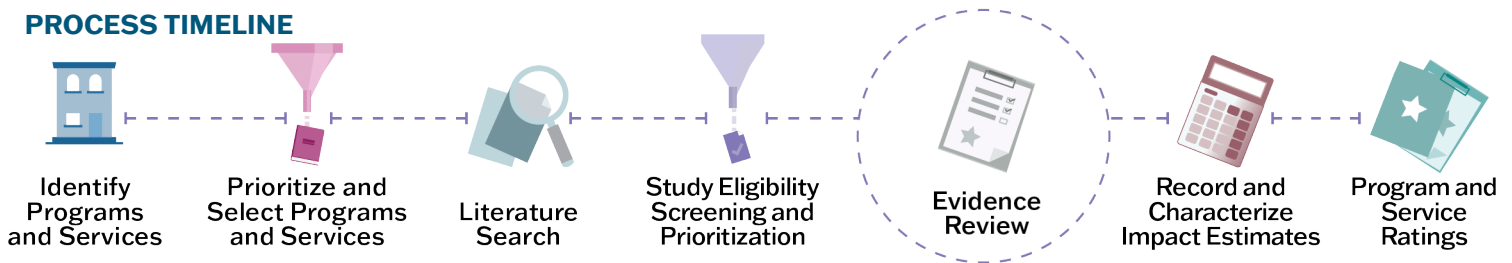 PROCESS TIMELINE
Identify
Programs
and Services
Prioritize and
Select Programs
and Services
Literature
Search
Study Eligibility
Screening and
Prioritization
Evidence
Review
Record and
Characterize
Impact Estimates
Program and
Service
Ratings